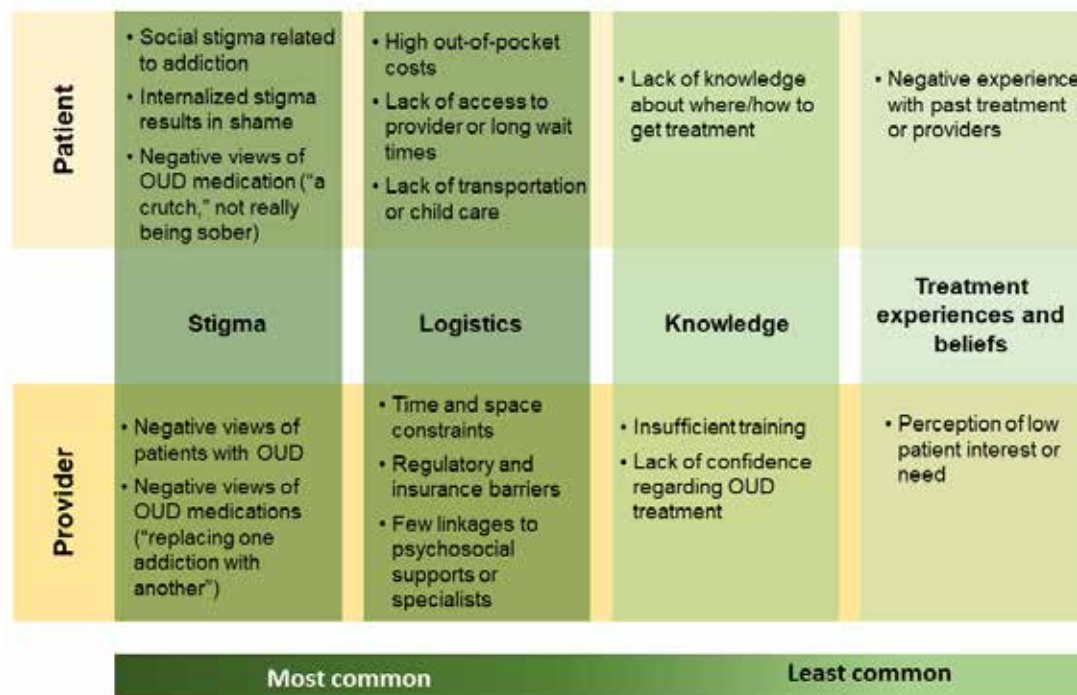 Patient
• Social stigma related
to addiction
• Internalized stigma
results in shame
• Negative views of
OUD medication (“a
crutch,” not really
being sober)
• High out-of-pocket
costs
• Lack of access to
provider or long wait
times
• Lack of transportation
or child care
• Lack of knowledge
about where/how to
get treatment
• Negative experience
with past treatment
or providers
Stigma
Logistics
Knowledge
Treatment
experiences and
beliefs
Provider
• Negative views of
patients with OUD
• Negative views of
OUD medications
(“replacing one
addiction with
another”)
• Time and space
constraints
• Regulatory and
insurance barriers
• Few linkages to
psychosocial
supports or
specialists
• Insufficient training
• Lack of confidence
regarding OUD
treatment
• Perception of low
patient interest or
need
Most common
Least common